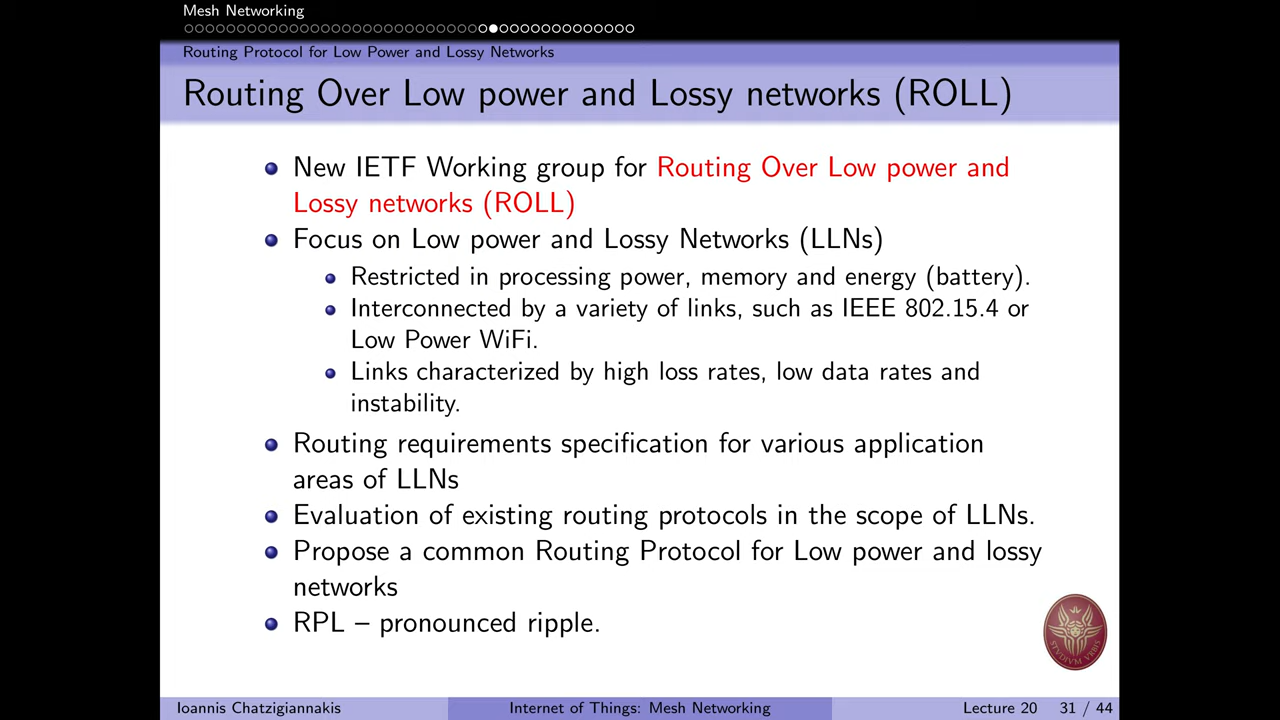 Mesh Networking
Routing Protocol for Low Power and Lossy Networks
Routing Over Low power and Lossy networks (ROLL)
New IETF Working group for Routing Over Low power and
Lossy networks (ROLL)
Focus on Low power and Lossy Networks (LLNs)
Restricted in processing power, memory and energy (battery).
Interconnected by a variety of links, such as IEEE 802.15.4 or
Low Power WiFi.
Links characterized by high loss rates, low data rates and
instability.
Routing requirements specification for various application
areas of LLNs
Evaluation of existing routing protocols in the scope of LLNs.
Propose a common Routing Protocol for Low power and lossy
networks
RPL – pronounced ripple.
STVDIVM VRBIS
Ioannis Chatzigiannakis
Internet of Things: Mesh Networking
Lecture 20
31 / 44